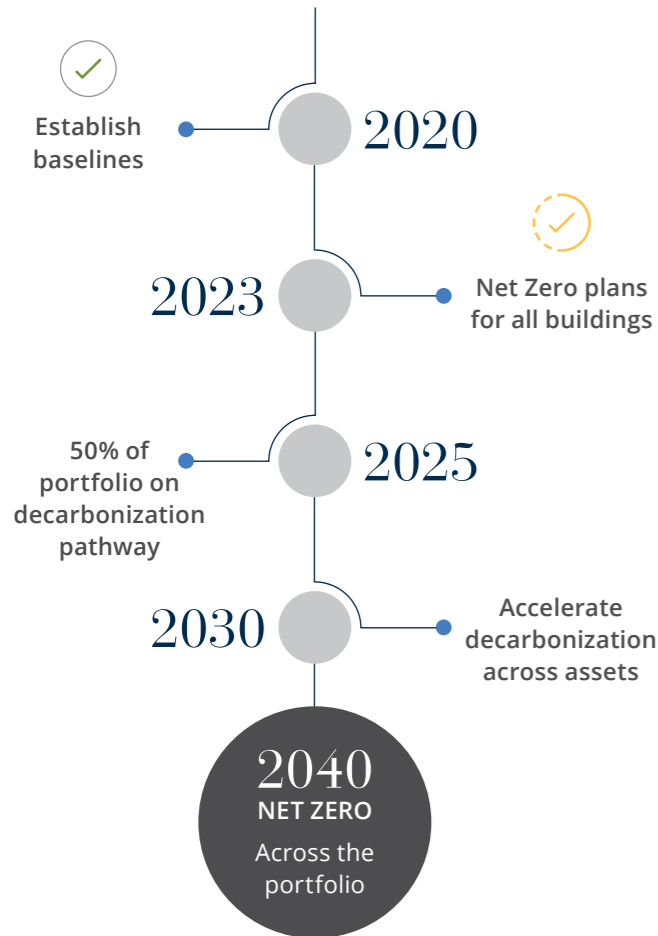 2020
Establish
baselines
2023
Net Zero plans
for all buildings
2025
50% of
portfolio on
decarbonization
pathway
2030
Accelerate
decarbonization
across assets
2040
NET ZERO
Across the
portfolio